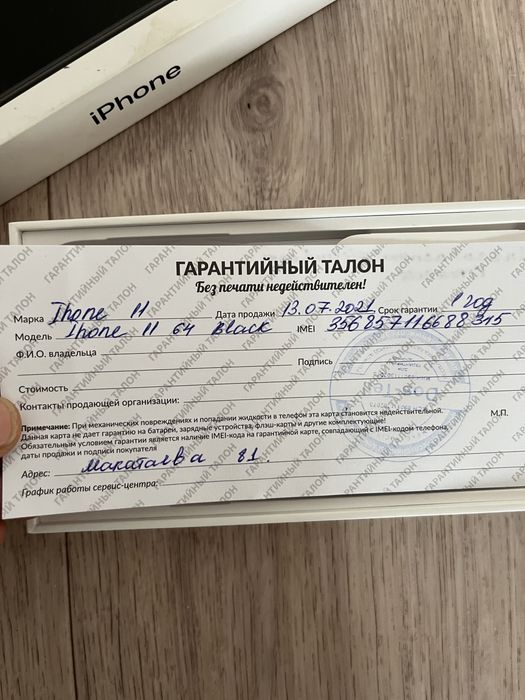 iPhone
ГАРАНТИЙНЫЙ ТАЛОН
Без печати недействителен!
Марка Iphone 11 Дата продажи 13.07.2021 Срок гарантии 1 год
Модель Iphone 11 64 Black IMEI 356857116688315
Ф.И.О. владельца
Подпись
Стоимость
Контакты продающей организации:
М.П.
Примечание: При механических повреждениях и попадании жидкости в телефон эта карта становится недействительной.
Данная карта не дает гарантию на батареи, зарядные устройства, флэш-карты и другие комплектующие!
Обязательным условием гарантии является наличие IMEI-кода на гарантийной карте, совпадающий с IMEI-кодом телефона,
даты продажи и подписи покупателя
Адрес: Макатаева 81.
График работы сервис-центра: